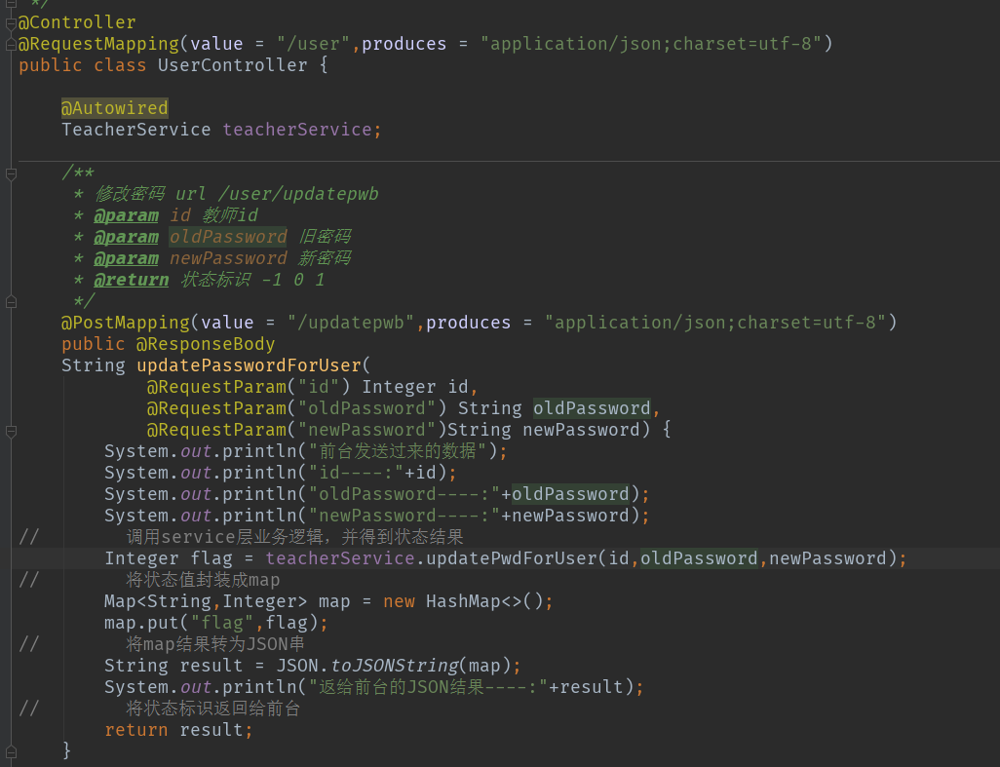 */
@Controller
@RequestMapping(value = "/user",produces = "application/json;charset=utf-8")
public class UserController {
@Autowired
TeacherService teacherService;
/**
* 修改密码 url /user/updatepwb
* @param id 教师id
* @param oldPassword 旧密码
* @param newPassword 新密码
* @return 状态标识 -1 0 1
*/
@PostMapping(value = "/updatepwb",produces = "application/json;charset=utf-8")
public @ResponseBody
String updatePasswordForUser(
@RequestParam("id") Integer id,
@RequestParam("oldPassword") String oldPassword,
@RequestParam("newPassword")String newPassword) {
System.out.println("前台发送过来的数据");
System.out.println("id----:"+id);
System.out.println("oldPassword----:"+oldPassword);
System.out.println("newPassword----:"+newPassword);
// 调用service层业务逻辑，并得到状态结果
Integer flag = teacherService.updatePwdForUser(id,oldPassword,newPassword);
// 将状态值封装成map
Map<String,Integer> map = new HashMap<>();
map.put("flag",flag);
// 将map结果转为JSON串
String result = JSON.toJSONString(map);
System.out.println("返给前台的JSON结果----:"+result);
// 将状态标识返回给前台
return result;
}